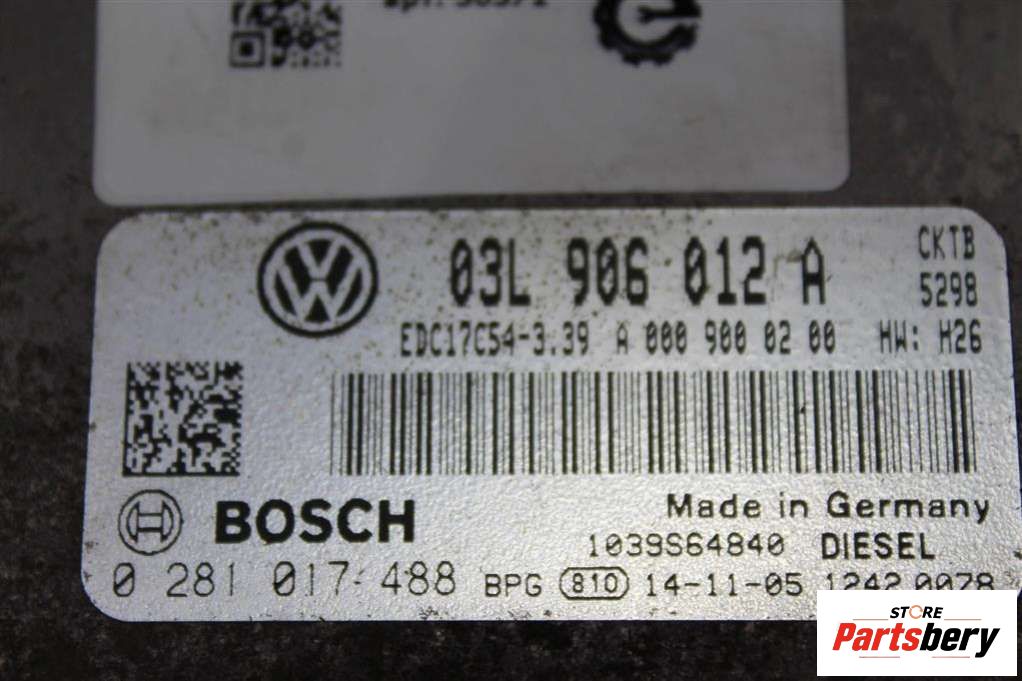 03L 906 012 A
CKTB
5298
EDC17C54-3.39 A 000 900 02 00 HW: H26
BOSCH
Made in Germany
1039S64840 DIESEL
0 281 017 488 BPG 810 14-11-05 1242 0078
STORE
Partsbery